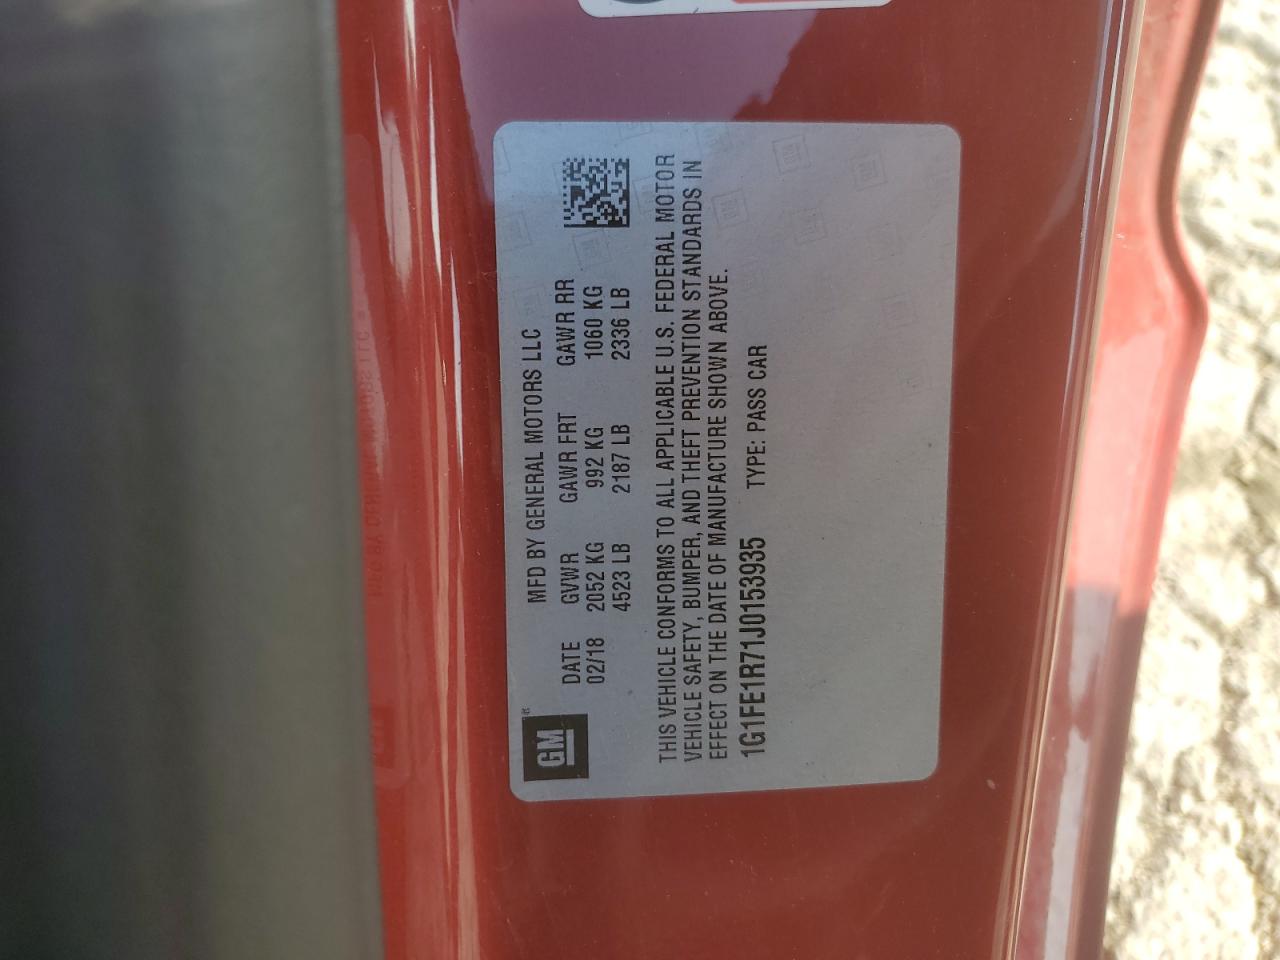 GM®
MFD BY GENERAL MOTORS LLC
DATE GVWR GAWR FRT GAWR RR
02/18 2052 KG 992 KG 1060 KG
4523 LB 2187 LB 2336 LB
THIS VEHICLE CONFORMS TO ALL APPLICABLE U.S. FEDERAL MOTOR
VEHICLE SAFETY, BUMPER, AND THEFT PREVENTION STANDARDS IN
EFFECT ON THE DATE OF MANUFACTURE SHOWN ABOVE.
1G1FE1R71J0153935 TYPE: PASS CAR